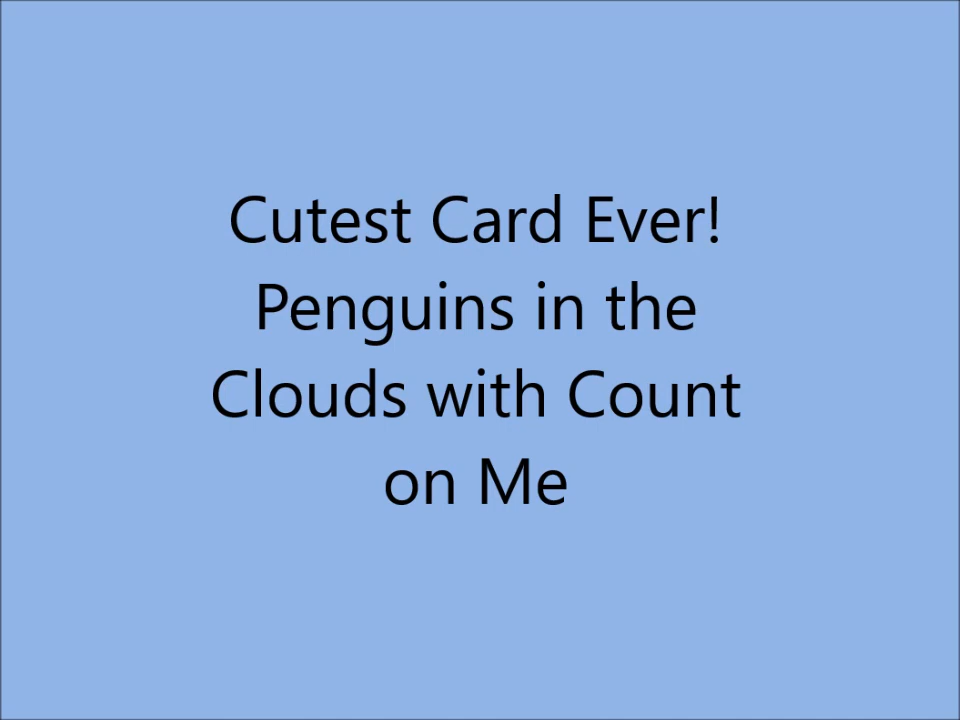 Cutest Card Ever!
Penguins in the
Clouds with Count
on Me